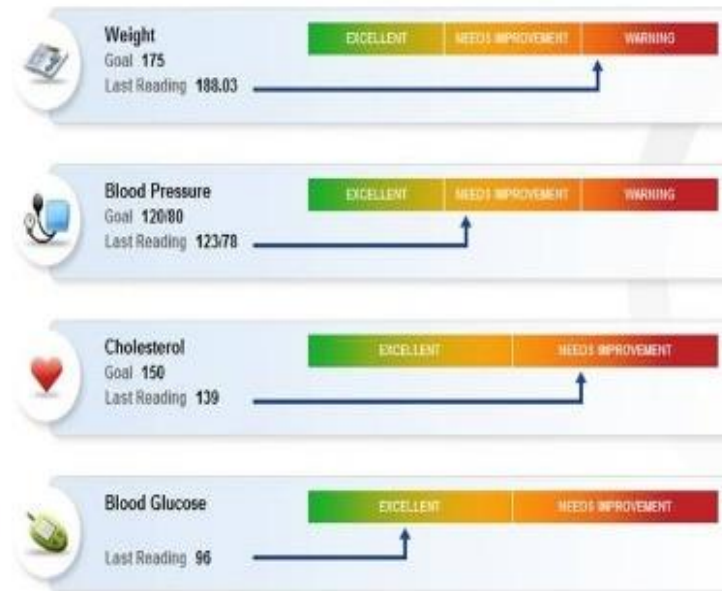 Weight
EXCELLENT NEEDS IMPROVEMENT WARNING
Goal 175
Last Reading 188.03
Blood Pressure
EXCELLENT NEEDS IMPROVEMENT WARNING
Goal 120/80
Last Reading 123/78
Cholesterol
EXCELLENT NEEDS IMPROVEMENT
Goal 150
Last Reading 139
Blood Glucose
EXCELLENT NEEDS IMPROVEMENT
Last Reading 96